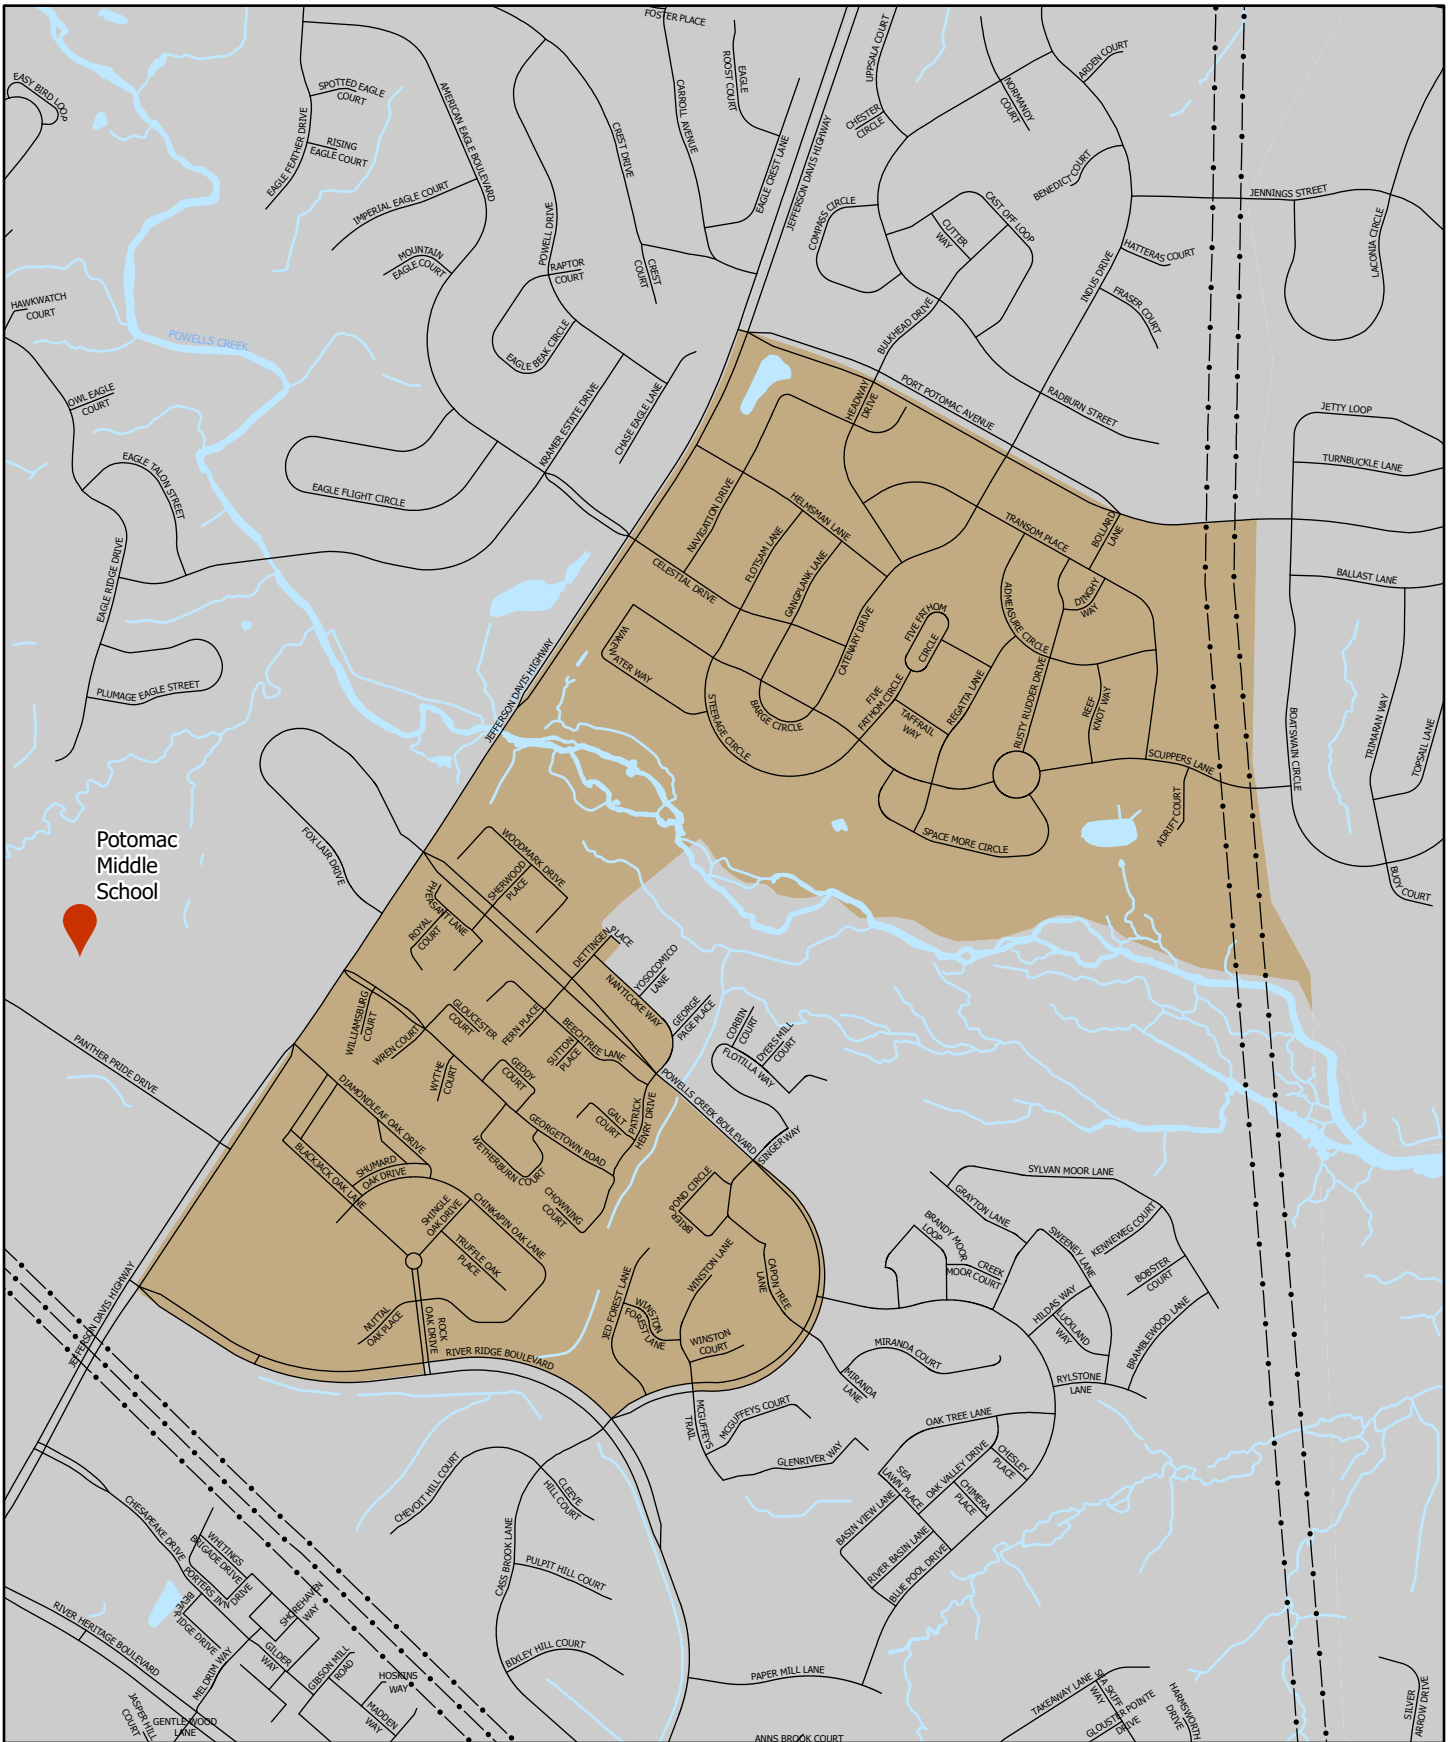 FOSTER PLACE
EASY BIRD LOOP
SPOTTED EAGLE
COURT
EAGLE FEATHER DRIVE
RISING
EAGLE COURT
AMERICAN EAGLE BOULEVARD
IMPERIAL EAGLE COURT
MOUNTAIN
EAGLE COURT
CREST DRIVE
CARROLL AVENUE
EAGLE
ROOST COURT
EAGLE CREST LANE
JEFFERSON DAVIS HIGHWAY
UPPSALA COURT
CHESTER
CIRCLE
NORMANDY
COURT
ARDEN COURT
BENEDICT COURT
JENNINGS STREET
LACONIA CIRCLE
COMPASS CIRCLE
CAST OFF LOOP
CUTTER
WAY
HATTERAS COURT
INDUS DRIVE
FRASER COURT
POWELL DRIVE
RAPTOR
COURT
CREST
COURT
HAWKWATCH
COURT
POWELLS CREEK
EAGLE BEAK CIRCLE
BULKHEAD DRIVE
OWL EAGLE
COURT
KRAMER ESTATE DRIVE
CHASE EAGLE LANE
HEADWAY
DRIVE
PORT POTOMAC AVENUE
RADBURN STREET
JETTY LOOP
TURNBUCKLE LANE
EAGLE TALON STREET
EAGLE FLIGHT CIRCLE
NAVIGATION DRIVE
HELMSMAN LANE
TRANSOM PLACE
BOLLARD
LANE
EAGLE RIDGE DRIVE
CELESTIAL DRIVE
FLOTSAM LANE
GANGPLANK LANE
BALLAST LANE
DINGHY
WAY
ADMEASURE CIRCLE
FIVE FATHOM
CIRCLE
CATENARY DRIVE
WAKEN
ATER WAY
PLUMAGE EAGLE STREET
JEFFERSON DAVIS HIGHWAY
STEERAGE CIRCLE
BARGE CIRCLE
FIVE
FATHOM CIRCLE
TAFFRAIL
WAY
REGATTA LANE
RUSTY RUDDER DRIVE
REEF
KNOT WAY
SCUPPERS LANE
BOATSWAIN CIRCLE
TRIMARAN WAY
TOPSAIL LANE
ADRIFT COURT
SPACE MORE CIRCLE
BUOY COURT
Potomac
Middle
School
FOX LAIR DRIVE
WOODMARK DRIVE
SHERWOOD
PLACE
PHEASANT LANE
ROYAL
COURT
DETTINGEN PLACE
NANTICOKE WAY
YOSOCOMICO
LANE
GEORGE
PAGE PLACE
CORBIN
COURT
DYERS MILL
COURT
FLOTILLA WAY
WILLIAMSBURG
COURT
WREN COURT
GLOUCESTER
COURT
FERN PLACE
BEECHTREE LANE
SUTTON
PLACE
PANTHER PRIDE DRIVE
WYTHE
COURT
GEDDY
COURT
POWELLS CREEK BOULEVARD
DIAMONDLEAF OAK DRIVE
GALT
COURT
PATRICK
HENRY DRIVE
SINGER WAY
GEORGETOWN ROAD
WETHERBURN COURT
BLACKJACK OAK LANE
SHUMARD
OAK DRIVE
CHOWNING
COURT
SHINGLE
OAK DRIVE
CHINKAPIN OAK LANE
TRUFFLE OAK
PLACE
BRIER
POND CIRCLE
SYLVAN MOOR LANE
GRAYTON LANE
BRANDY MOOR
LOOP
CREEK
MOOR COURT
SWEENEY LANE
KENNEWEG COURT
BOBSTER
COURT
JEFFERSON DAVIS HIGHWAY
WINSTON LANE
CAPON TREE
LANE
JED FOREST LANE
WINSTON
FOREST LANE
WINSTON
COURT
HILDAS WAY
LUCKLAND
WAY
BRAMBLEWOOD LANE
NUTTAL
OAK PLACE
ROCK
OAK DRIVE
RIVER RIDGE BOULEVARD
MIRANDA COURT
MIRANDA
LANE
RYLSTONE
LANE
MCGUFFEYS
TRAIL
MCGUFFEYS COURT
OAK TREE LANE
GLENRIVER WAY
CHEVOIT HILL COURT
CLEEVE
HILL COURT
SEA
LAWN PLACE
OAK VALLEY DRIVE
CHESLEY
PLACE
CHIMERA
PLACE
BASIN VIEW LANE
RIVER BASIN LANE
BLUE POOL DRIVE
CHESAPEAKE DRIVE
WHITINGS
BRIGADE DRIVE
PORTERS INN
DRIVE
BEVER
IDGE DRIVE
SHOREHAVEN
WAY
CASS BROOK LANE
PULPIT HILL COURT
RIVER HERITAGE BOULEVARD
GILDER
WAY
MELDRIM WAY
GIBSON MILL
ROAD
HOSKINS
WAY
MADDEN
WAY
BIXLEY HILL COURT
PAPER MILL LANE
JASPER HILL
COURT
GENTLEWOOD
LANE
ANNS BROOK COURT
TAKEAWAY LANE
SEA SKIFF
WAY
GLOUSTER POINTE
DRIVE
HARMSWORTH
DRIVE
SILVER
ARROW DRIVE